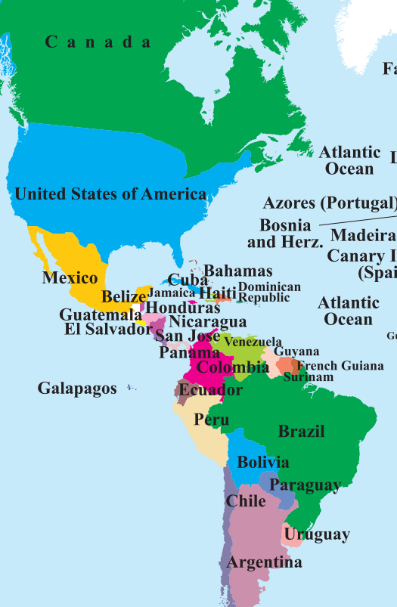 Canada
Fa
Atlantic
Ocean
United States of America
Azores (Portugal)
Bosnia
and Herz.
Madeira
Canary I
(Spai
Mexico
Bahamas
Cuba
Belize
Jamaica
Haiti
Dominican
Republic
Honduras
Guatemala
El Salvador
Nicaragua
San Jose
Panama
Atlantic
Ocean
Venezuela
Guyana
French Guiana
Surinam
Colombia
Galapagos
Ecuador
Peru
Brazil
Bolivia
Paraguay
Chile
Uruguay
Argentina